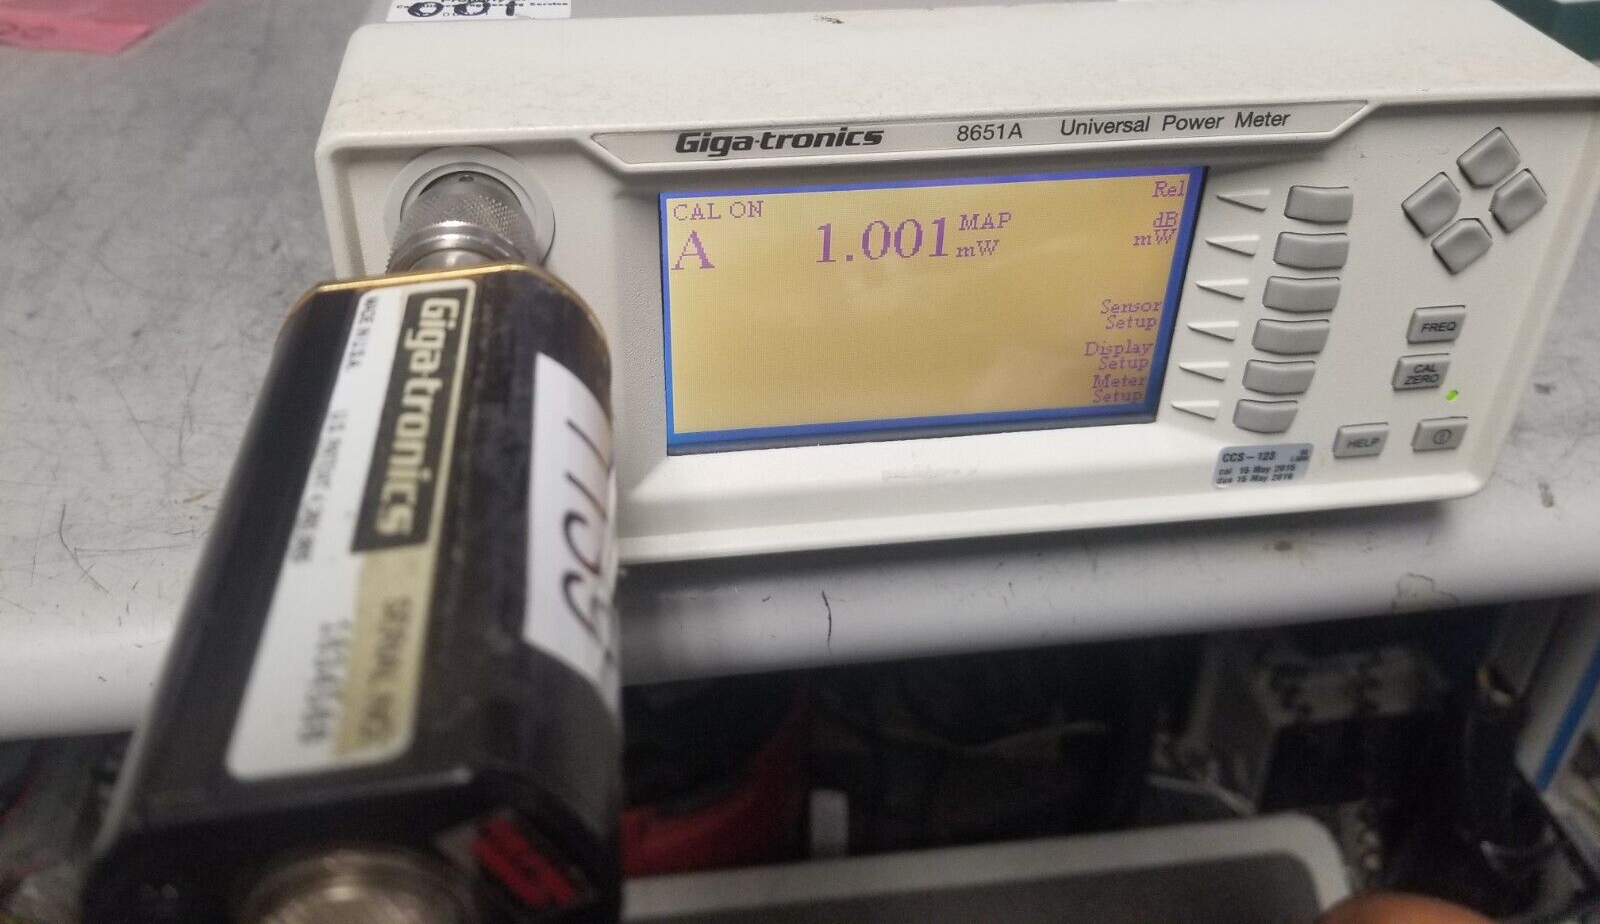 Giga-tronics 8651A Universal Power Meter
CAL ON
A 1.001 MAP
mW
Rel
dB
mW
Sensor
Setup
Display
Setup
Meter
Setup
FREQ
CAL
ZERO
HELP
CCS-123
cal 15 May 2015
due 15 May 2016
Giga-tronics
MADE IN U.S.A.
SERIAL NO.